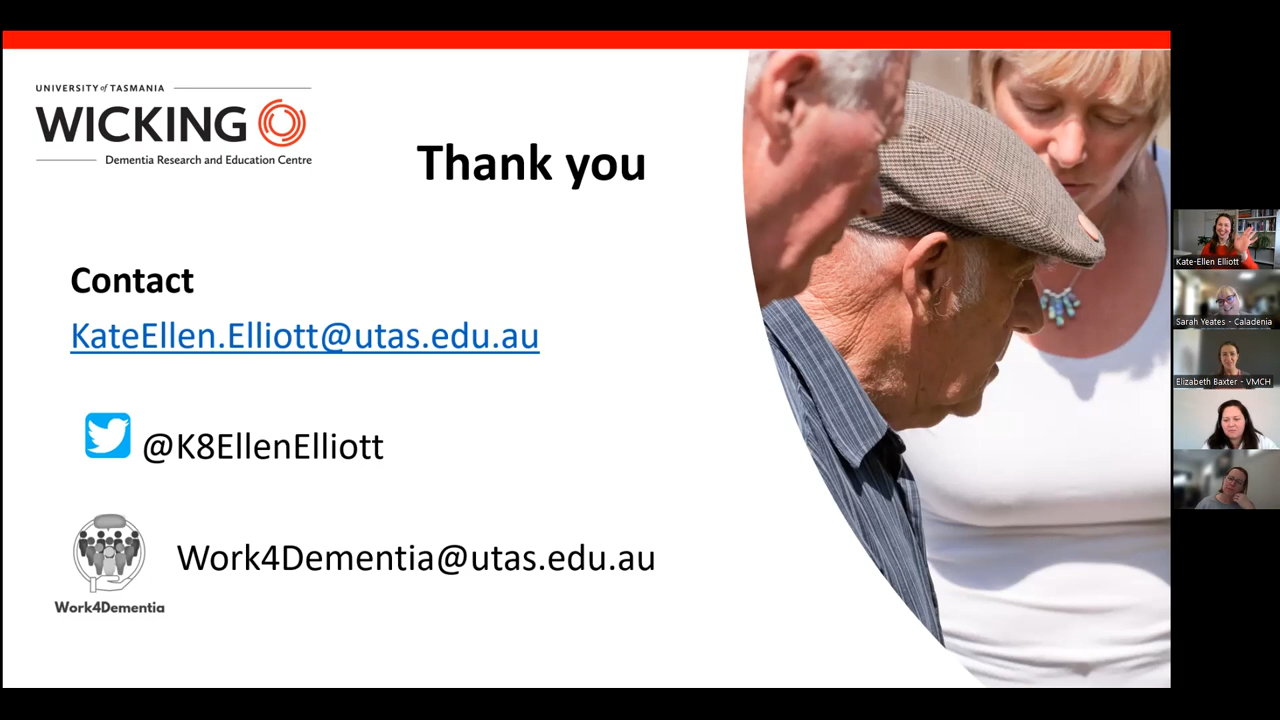 UNIVERSITY of TASMANIA
WICKING
Dementia Research and Education Centre
Thank you
Contact
KateEllen.Elliott@utas.edu.au
@K8EllenElliott
Work4Dementia@utas.edu.au
Work4Dementia
Kate-Ellen Elliott
Sarah Yeates - Caladenia
Elizabeth Baxter - VMCH